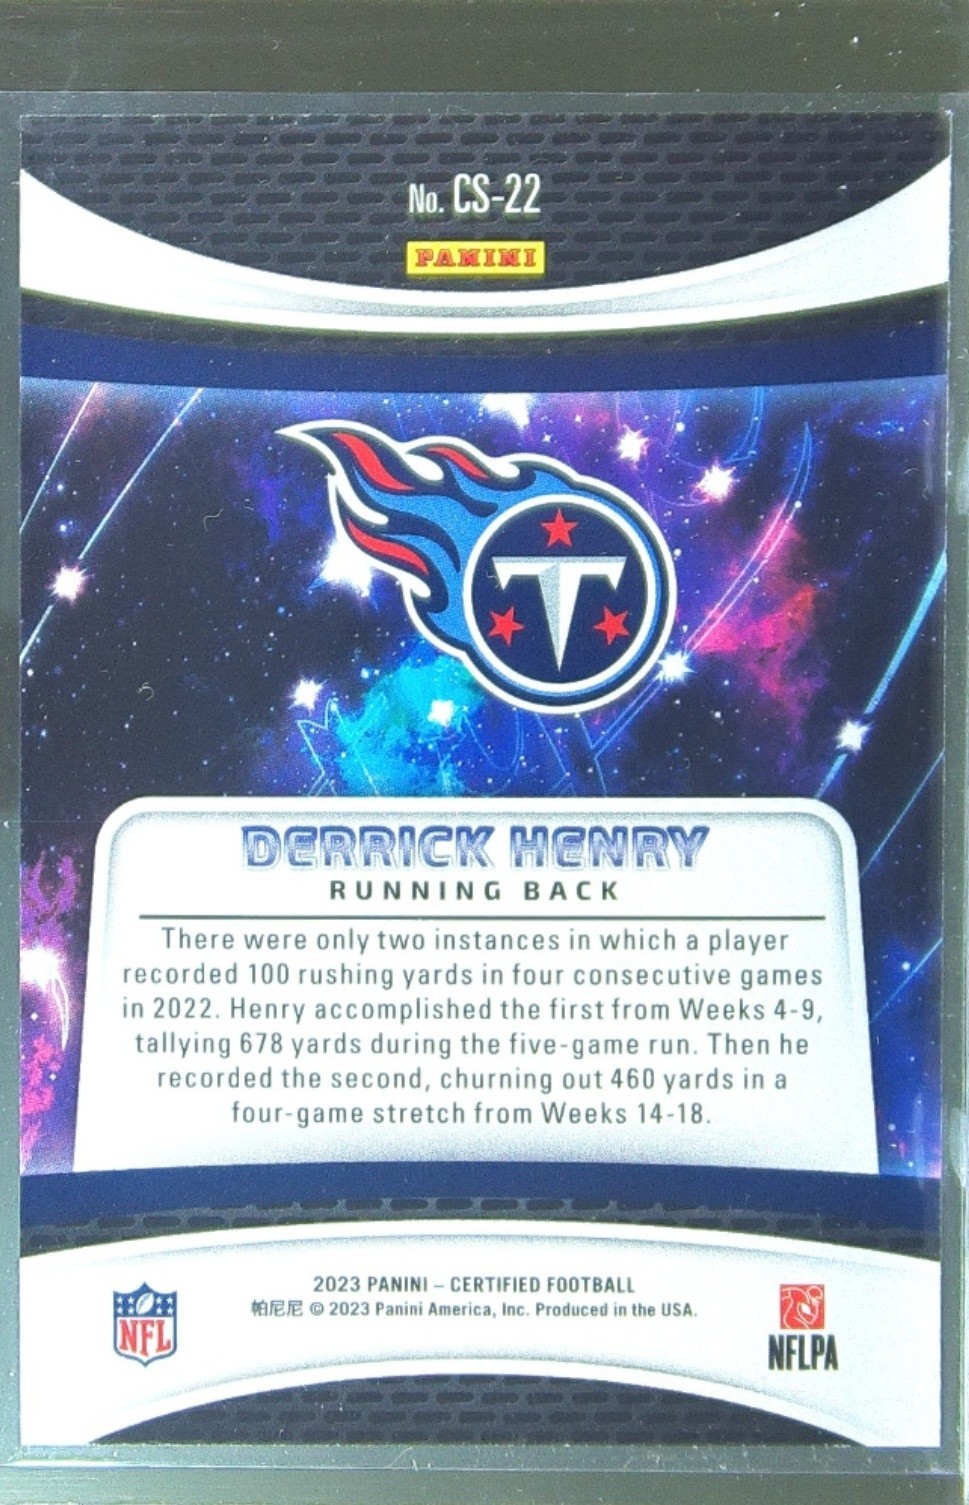 No. CS-22
PANINI
T
DERRICK HENRY
RUNNING BACK
There were only two instances in which a player
recorded 100 rushing yards in four consecutive games
in 2022. Henry accomplished the first from Weeks 4-9,
tallying 678 yards during the five-game run. Then he
recorded the second, churning out 460 yards in a
four-game stretch from Weeks 14-18.
2023 PANINI – CERTIFIED FOOTBALL
帕尼尼 © 2023 Panini America, Inc. Produced in the USA.
NFL
NFLPA